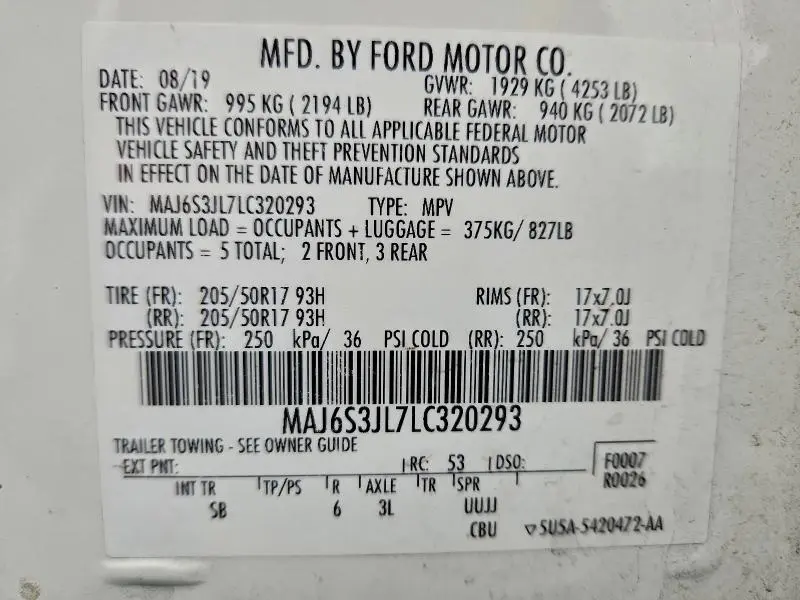 MFD. BY FORD MOTOR CO.
DATE: 08/19 GVWR: 1929 KG ( 4253 LB)
FRONT GAWR: 995 KG ( 2194 LB) REAR GAWR: 940 KG ( 2072 LB)
THIS VEHICLE CONFORMS TO ALL APPLICABLE FEDERAL MOTOR
VEHICLE SAFETY AND THEFT PREVENTION STANDARDS
IN EFFECT ON THE DATE OF MANUFACTURE SHOWN ABOVE.
VIN: MAJ6S3JL7LC320293 TYPE: MPV
MAXIMUM LOAD = OCCUPANTS + LUGGAGE = 375KG/ 827LB
OCCUPANTS = 5 TOTAL; 2 FRONT, 3 REAR
TIRE (FR): 205/50R17 93H RIMS (FR): 17x7.0J
(RR): 205/50R17 93H (RR): 17x7.0J
PRESSURE (FR): 250 kPa/ 36 PSI COLD (RR): 250 kPa/ 36 PSI COLD
MAJ6S3JL7LC320293
TRAILER TOWING - SEE OWNER GUIDE
EXT PNT: RC: 53 DSO: F0007
R0026
INT TR TP/PS R AXLE TR SPR
SB 6 3L UUJJ
CBU 5U5A-5420472-AA